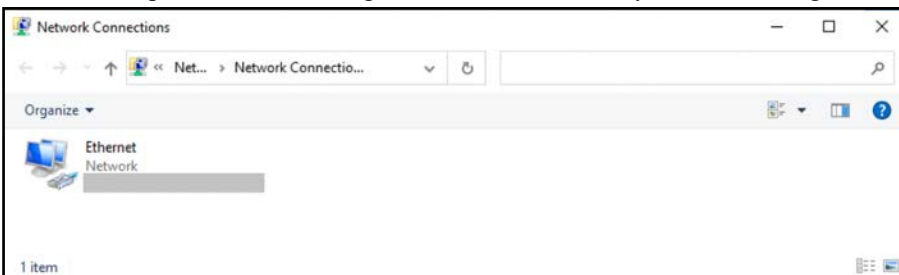 Network Connections
« Net... › Network Connectio...
Organize
Ethernet
Network
1 item